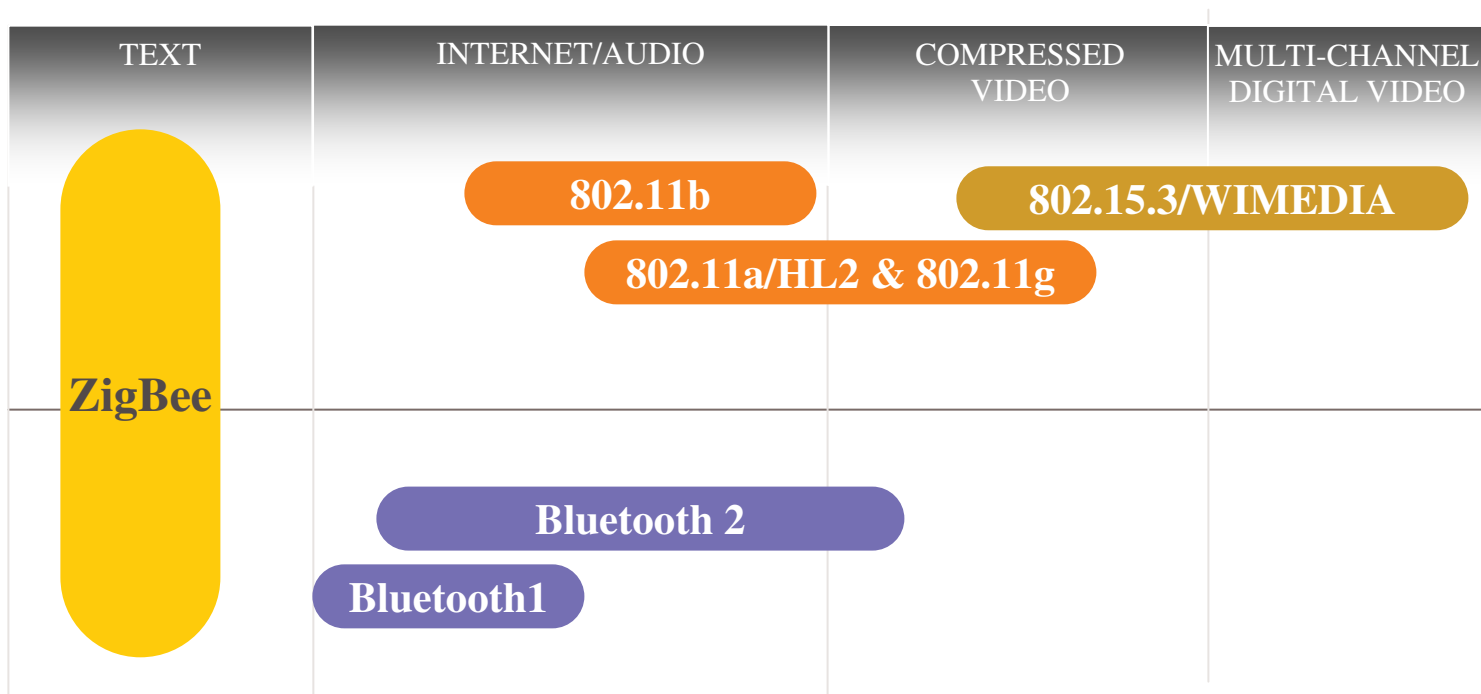 TEXT
INTERNET/AUDIO
COMPRESSED
VIDEO
MULTI-CHANNEL
DIGITAL VIDEO
802.11b
802.15.3/WIMEDIA
802.11a/HL2 & 802.11g
ZigBee
Bluetooth 2
Bluetooth1